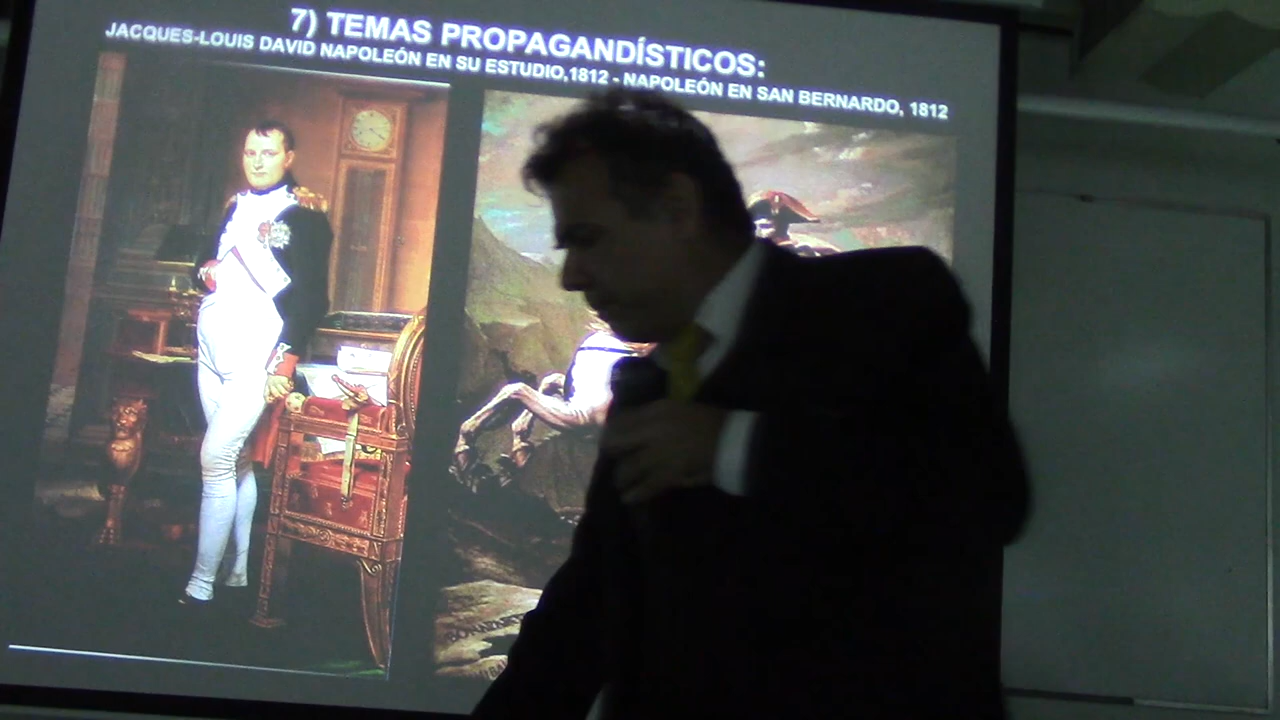 7) TEMAS PROPAGANDÍSTICOS:
JACQUES-LOUIS DAVID NAPOLEÓN EN SU ESTUDIO,1812 - NAPOLEÓN EN SAN BERNARDO, 1812